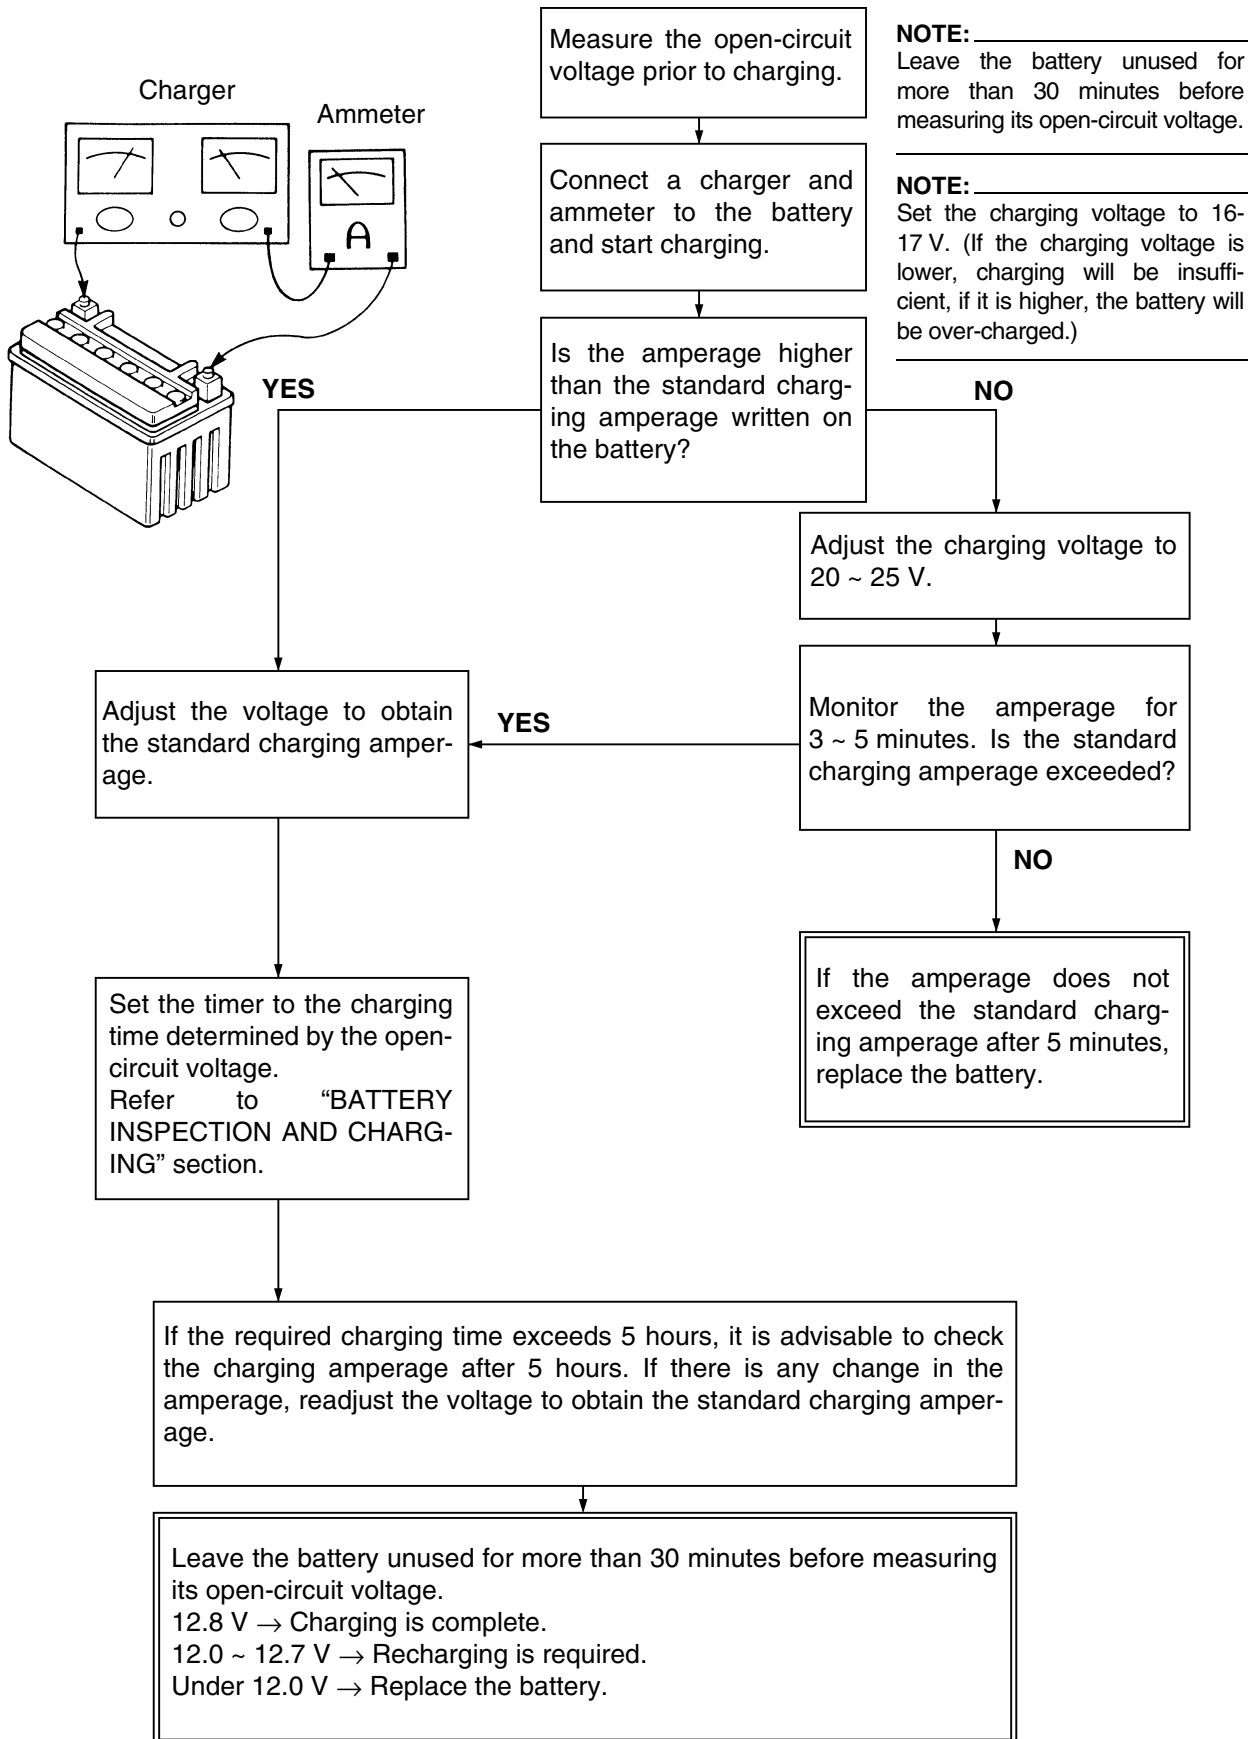 Charger
Ammeter
A
Measure the open-circuit
voltage prior to charging.
NOTE:
Leave the battery unused for
more than 30 minutes before
measuring its open-circuit voltage.
Connect a charger and
ammeter to the battery
and start charging.
NOTE:
Set the charging voltage to 16-
17 V. (If the charging voltage is
lower, charging will be insuffi-
cient, if it is higher, the battery will
be over-charged.)
Is the amperage higher
than the standard charg-
ing amperage written on
the battery?
YES
NO
Adjust the charging voltage to
20 ~ 25 V.
Monitor the amperage for
3 ~ 5 minutes. Is the standard
charging amperage exceeded?
YES
NO
Adjust the voltage to obtain
the standard charging amper-
age.
If the amperage does not
exceed the standard charg-
ing amperage after 5 minutes,
replace the battery.
Set the timer to the charging
time determined by the open-
circuit voltage.
Refer to “BATTERY
INSPECTION AND CHARG-
ING” section.
If the required charging time exceeds 5 hours, it is advisable to check
the charging amperage after 5 hours. If there is any change in the
amperage, readjust the voltage to obtain the standard charging amper-
age.
Leave the battery unused for more than 30 minutes before measuring
its open-circuit voltage.
12.8 V → Charging is complete.
12.0 ~ 12.7 V → Recharging is required.
Under 12.0 V → Replace the battery.